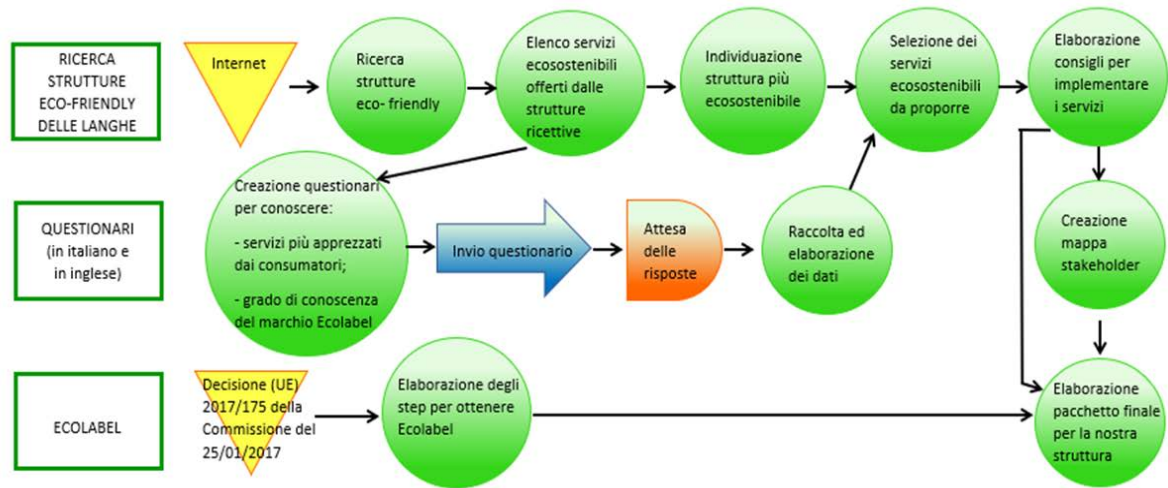 RICERCA
STRUTTURE
ECO-FRIENDLY
DELLE LANGHE
Internet
Ricerca
strutture
eco- friendly
Elenco servizi
ecosostenibili
offerti dalle
strutture
ricettive
Individuazione
struttura più
ecosostenibile
Selezione dei
servizi
ecosostenibili
da proporre
Elaborazione
consigli per
implementare
i servizi
QUESTIONARI
(in italiano e
in inglese)
Creazione questionari
per conoscere:
- servizi più apprezzati
dai consumatori;
- grado di conoscenza
del marchio Ecolabel
Invio questionario
Attesa
delle
risposte
Raccolta ed
elaborazione
dei dati
Creazione
mappa
stakeholder
ECOLABEL
Decisione (UE)
2017/175 della
Commissione del
25/01/2017
Elaborazione degli
step per ottenere
Ecolabel
Elaborazione
pacchetto finale
per la nostra
struttura